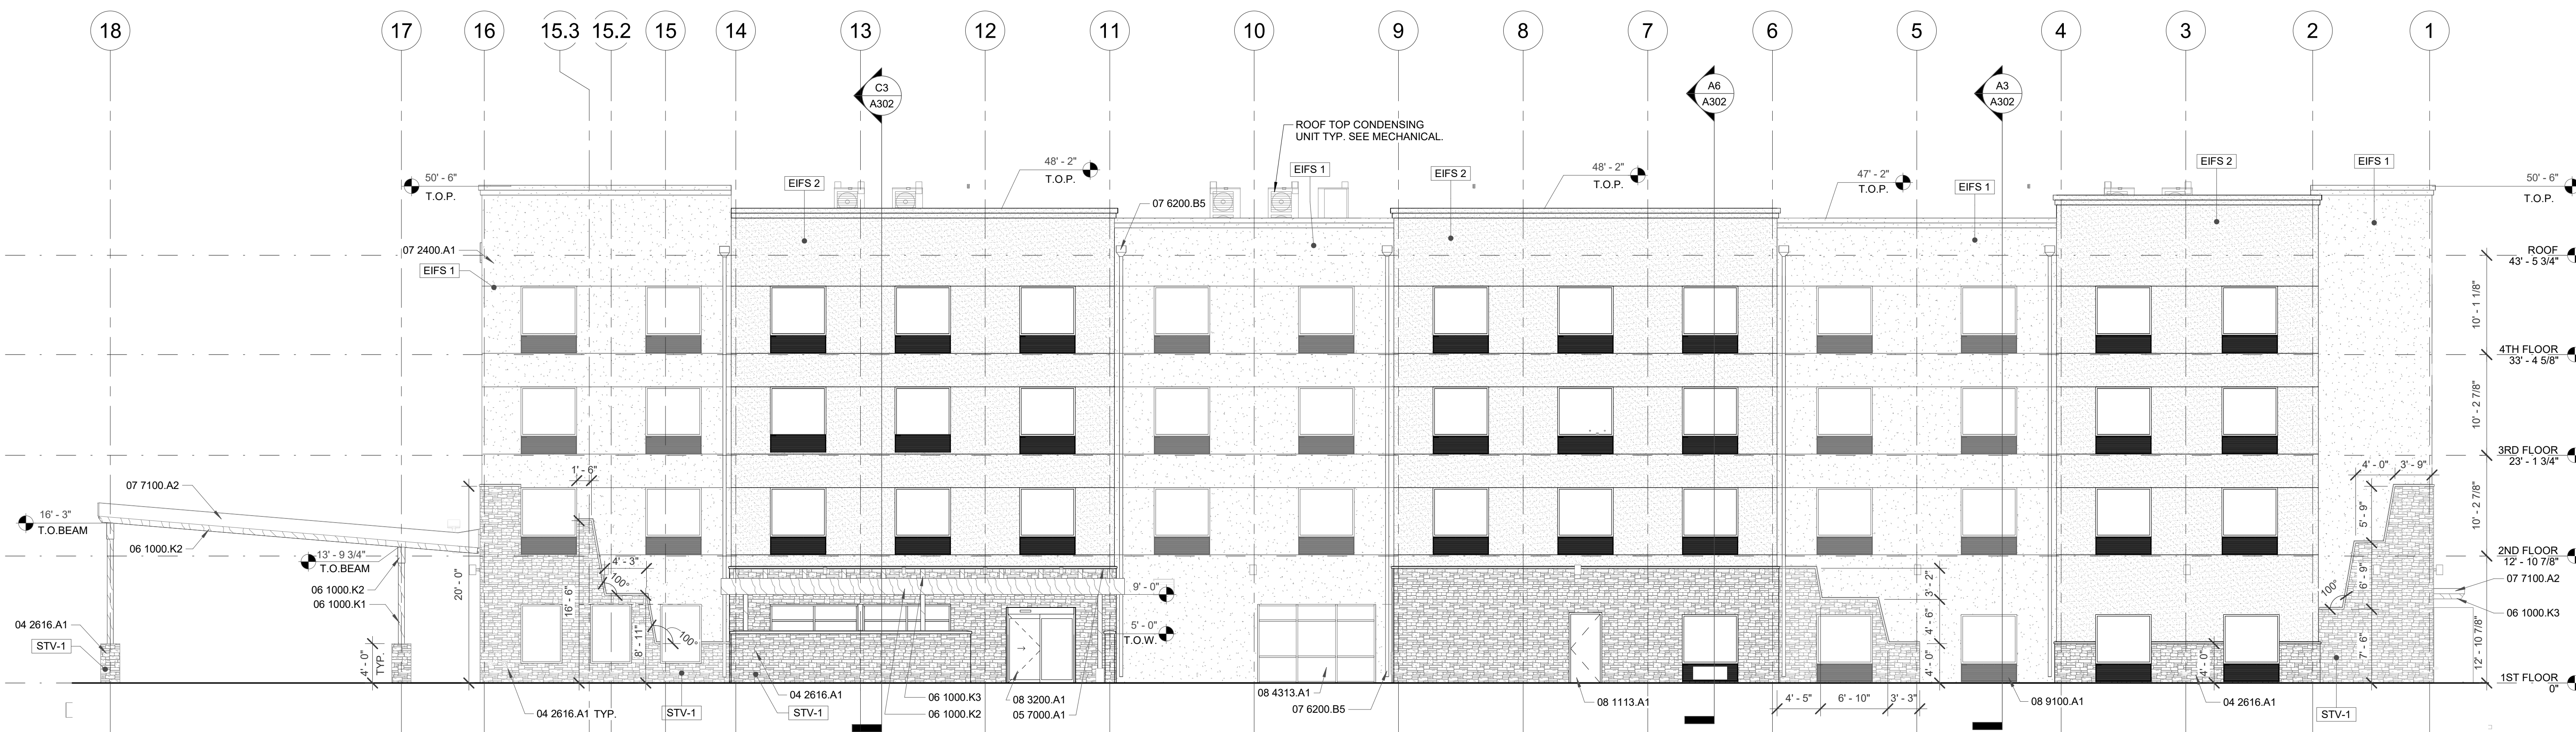 18
17
16
15.3
15.2
15
14
13
12
11
10
9
8
7
6
5
4
3
2
1
C3
A302
A6
A302
A3
A302
ROOF TOP CONDENSING
UNIT TYP. SEE MECHANICAL.
50' - 6"
T.O.P.
EIFS 2
48' - 2"
T.O.P.
EIFS 1
EIFS 2
48' - 2"
T.O.P.
47' - 2"
T.O.P.
EIFS 1
EIFS 2
EIFS 1
50' - 6"
T.O.P.
07 6200.B5
07 2400.A1
EIFS 1
ROOF
43' - 5 3/4"
10' - 1 1/8"
4TH FLOOR
33' - 4 5/8"
10' - 2 7/8"
3RD FLOOR
23' - 1 3/4"
10' - 2 7/8"
2ND FLOOR
12' - 10 7/8"
12' - 10 7/8"
1ST FLOOR
0"
07 7100.A2
16' - 3"
T.O.BEAM
06 1000.K2
13' - 9 3/4"
T.O.BEAM
06 1000.K2
06 1000.K1
04 2616.A1
STV-1
4' - 0"
TYP.
20' - 0"
1' - 6"
16' - 6"
4' - 3"
100°
8' - 11"
100°
9' - 0"
5' - 0"
T.O.W.
4' - 0"
3' - 9"
5' - 9"
6' - 9"
100°
7' - 6"
07 7100.A2
06 1000.K3
3' - 2"
4' - 6"
4' - 0"
4' - 0"
4' - 5"
6' - 10"
3' - 3"
04 2616.A1 TYP.
STV-1
04 2616.A1
STV-1
06 1000.K3
06 1000.K2
08 3200.A1
05 7000.A1
08 4313.A1
07 6200.B5
08 1113.A1
08 9100.A1
04 2616.A1
STV-1